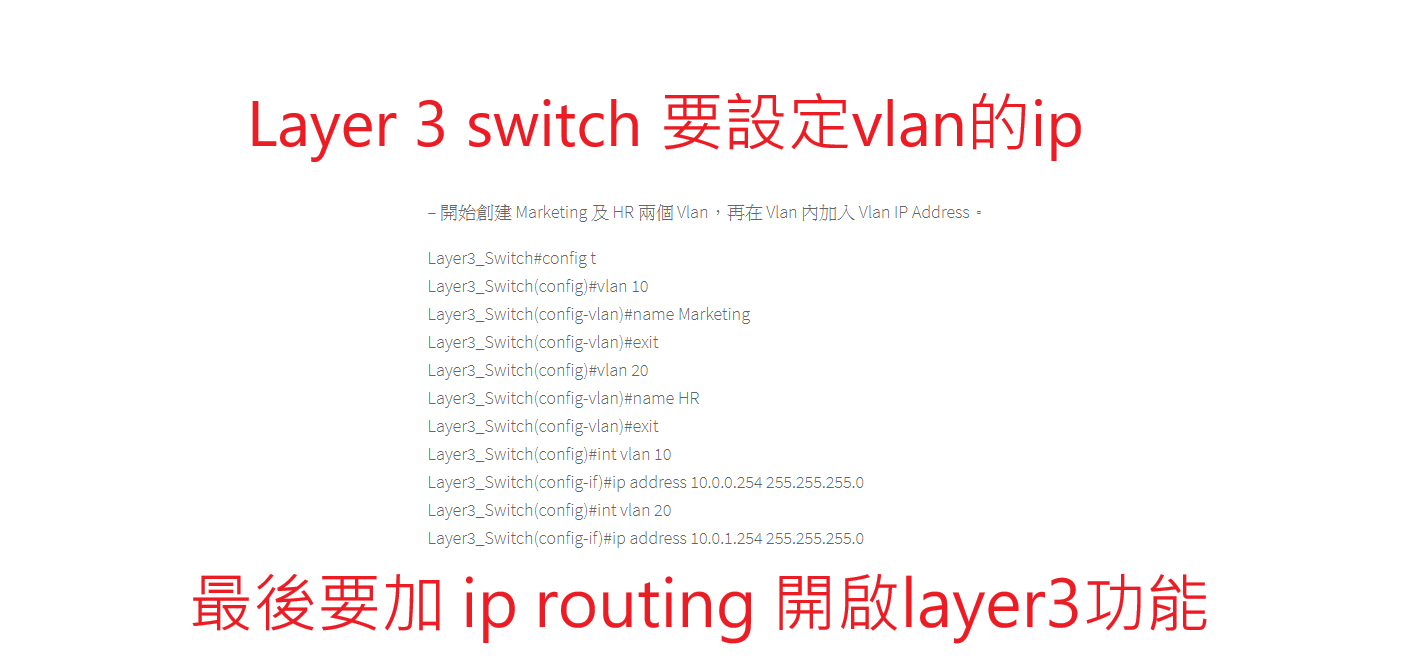 Layer 3 switch 要設定vlan的ip
– 開始創建 Marketing 及 HR 兩個 Vlan，再在 Vlan 內加入 Vlan IP Address。
Layer3_Switch#config t
Layer3_Switch(config)#vlan 10
Layer3_Switch(config-vlan)#name Marketing
Layer3_Switch(config-vlan)#exit
Layer3_Switch(config)#vlan 20
Layer3_Switch(config-vlan)#name HR
Layer3_Switch(config-vlan)#exit
Layer3_Switch(config)#int vlan 10
Layer3_Switch(config-if)#ip address 10.0.0.254 255.255.255.0
Layer3_Switch(config)#int vlan 20
Layer3_Switch(config-if)#ip address 10.0.1.254 255.255.255.0
最後要加 ip routing 開啟layer3功能